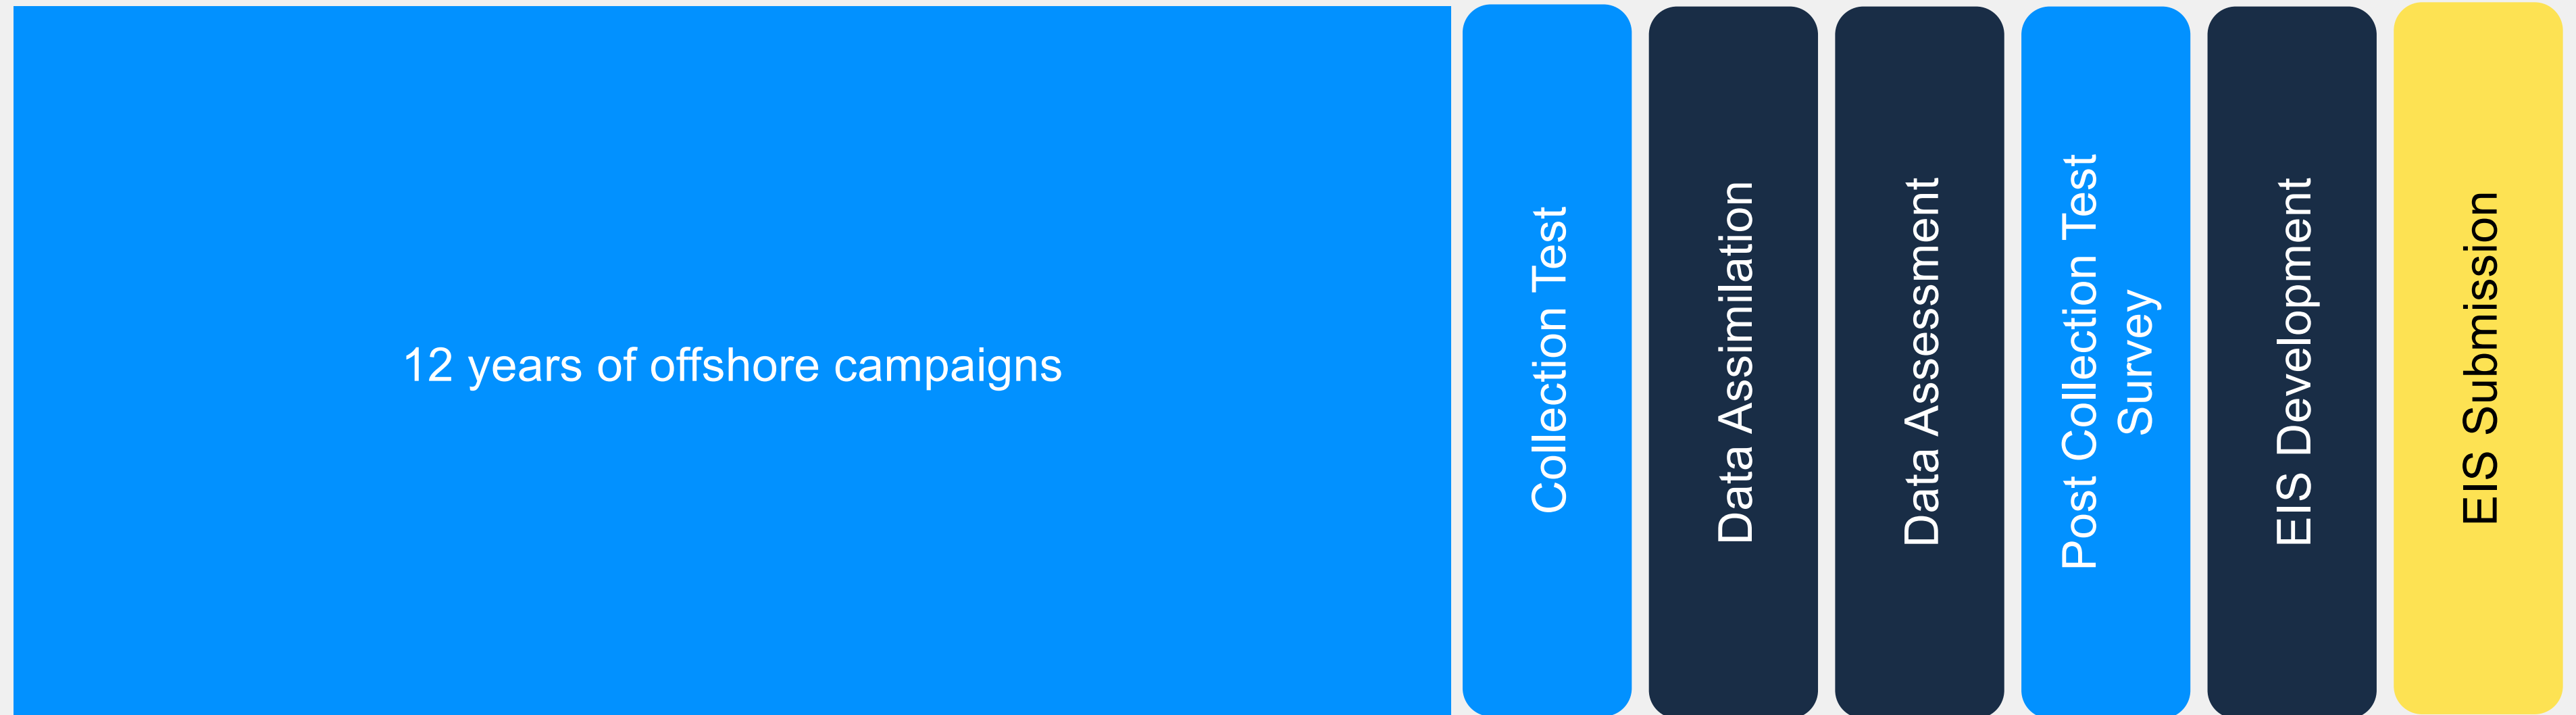 12 years of offshore campaigns
Collection Test
Data Assimilation
Data Assessment
Post Collection Test
Survey
EIS Development
EIS Submission